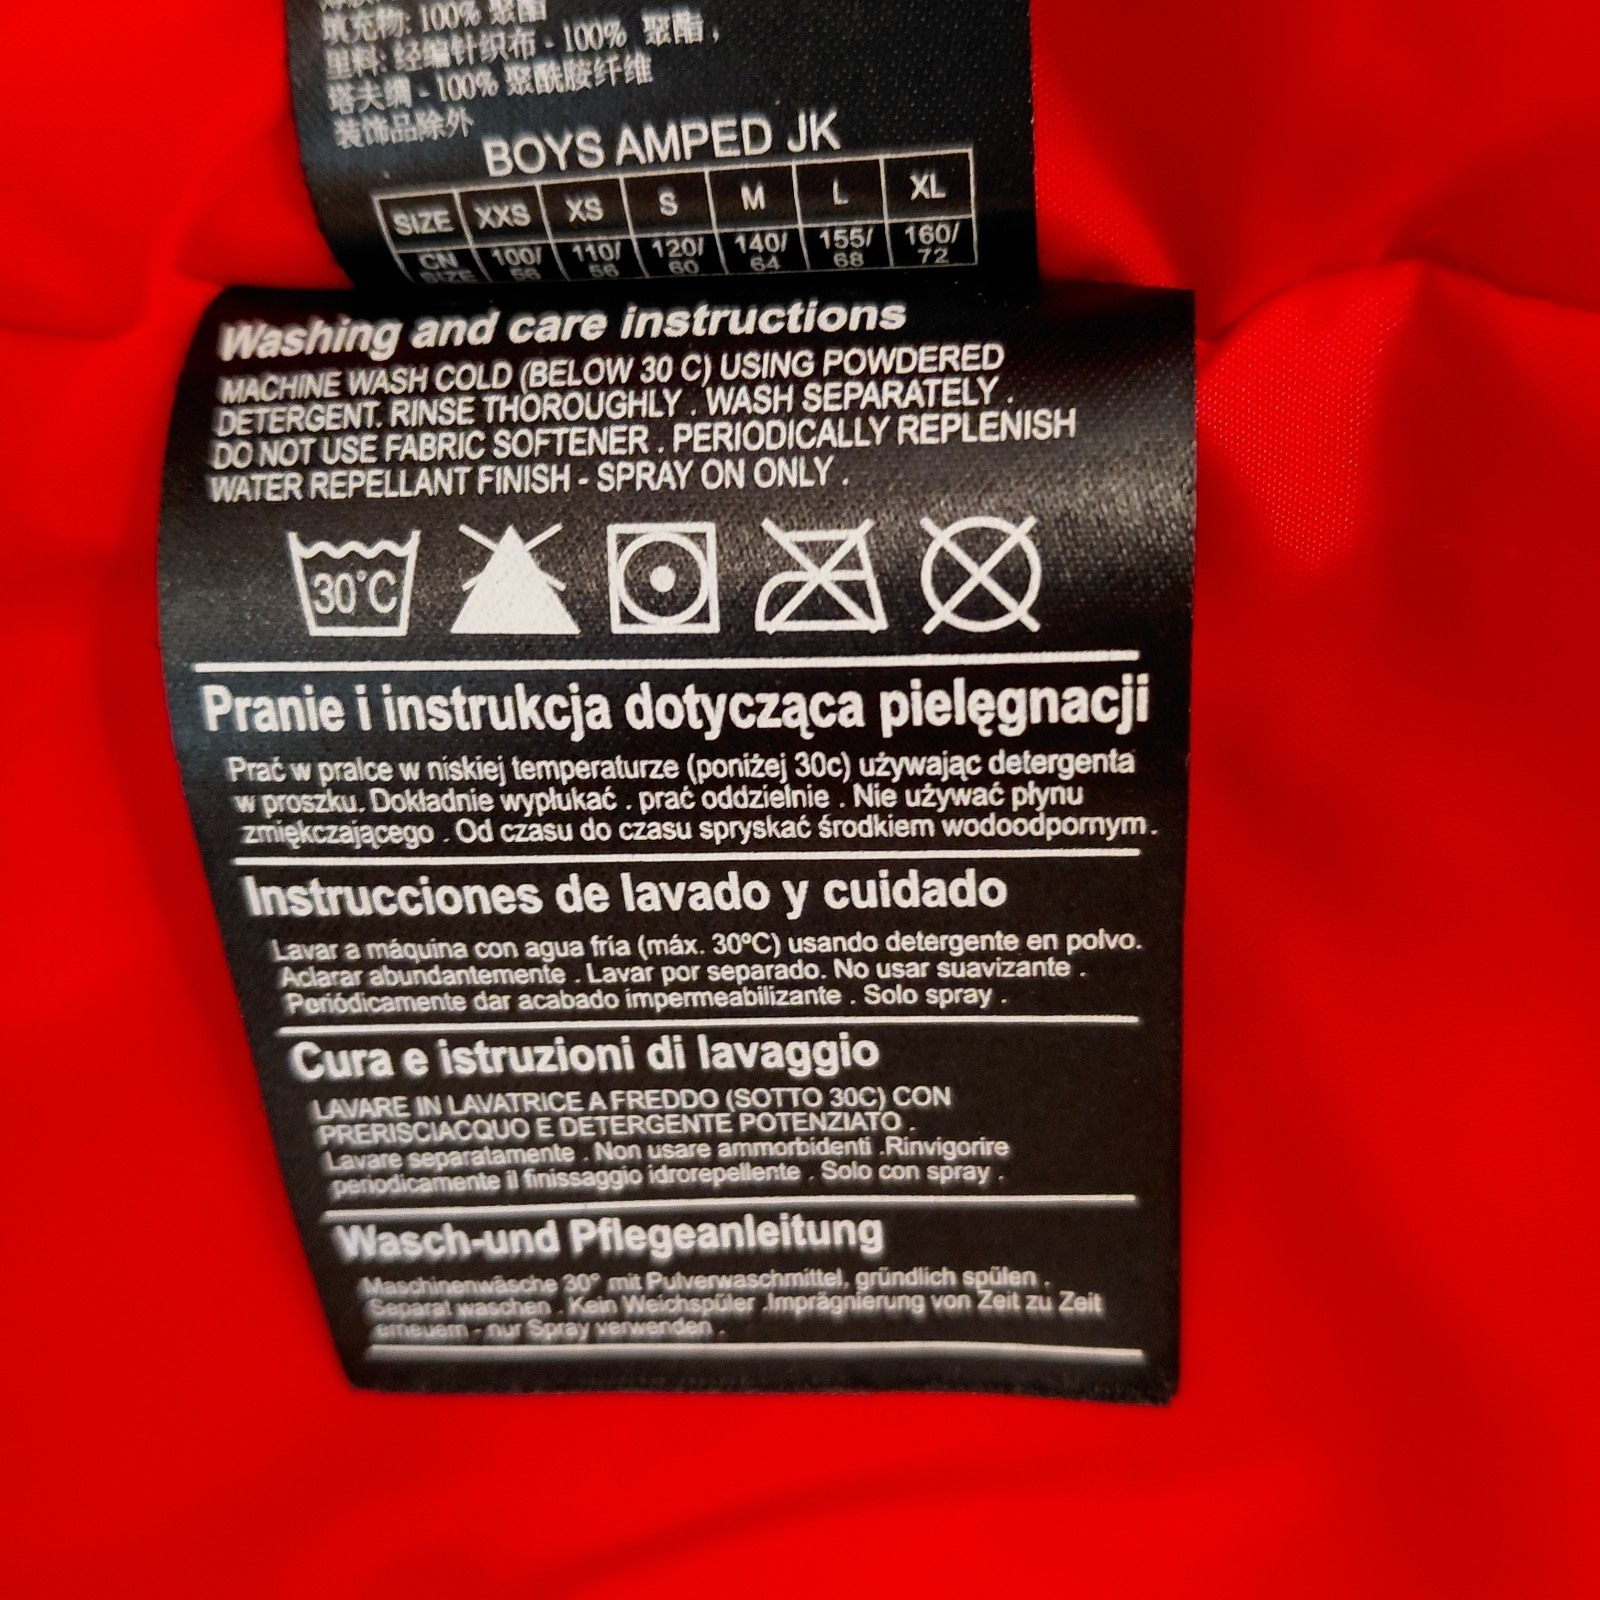 填充物: 100% 聚酯
里料: 经编针织布 - 100% 聚酯,
塔夫绸 - 100% 聚酰胺纤维
装饰品除外
BOYS AMPED JK
SIZE XXS XS S M L XL
CN SIZE 100/56 110/56 120/60 140/64 155/68 160/72
Washing and care instructions
MACHINE WASH COLD (BELOW 30 C) USING POWDERED
DETERGENT. RINSE THOROUGHLY . WASH SEPARATELY .
DO NOT USE FABRIC SOFTENER . PERIODICALLY REPLENISH
WATER REPELLANT FINISH - SPRAY ON ONLY .
30°C
Pranie i instrukcja dotycząca pielęgnacji
Prać w pralce w niskiej temperaturze (poniżej 30c) używając detergenta
w proszku. Dokładnie wypłukać . prać oddzielnie . Nie używać płynu
zmiękczającego . Od czasu do czasu spryskać środkiem wodoodpornym.
Instrucciones de lavado y cuidado
Lavar a máquina con agua fría (máx. 30ºC) usando detergente en polvo.
Aclarar abundantemente . Lavar por separado. No usar suavizante .
Periódicamente dar acabado impermeabilizante . Solo spray .
Cura e istruzioni di lavaggio
LAVARE IN LAVATRICE A FREDDO (SOTTO 30C) CON
PRERISCIACQUO E DETERGENTE POTENZIATO .
Lavare separatamente . Non usare ammorbidenti .Rinvigorire
periodicamente il finissaggio idrorepellente . Solo con spray .
Wasch-und Pflegeanleitung
Maschinenwäsche 30° mit Pulverwaschmittel, gründlich spülen .
Separat waschen . Kein Weichspüler .Imprägnierung von Zeit zu Zeit
erneuern - nur Spray verwenden .